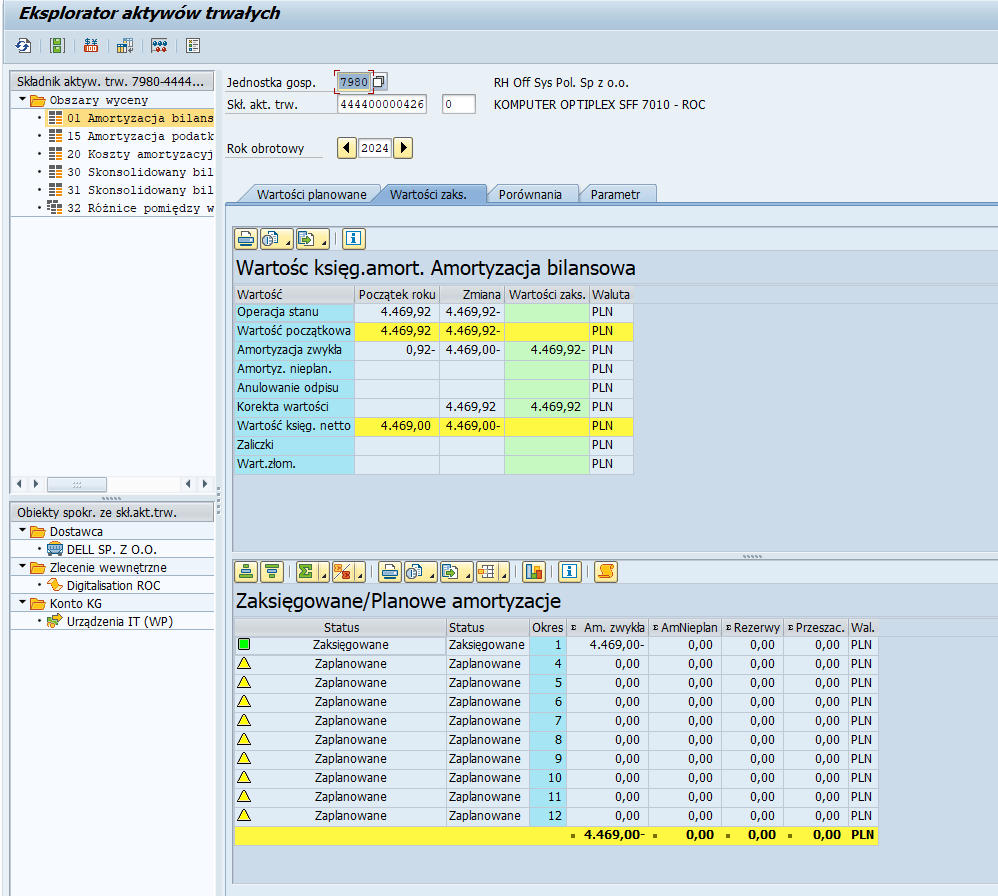 Eksplorator aktywów trwałych
Składnik aktyw. trw. 7980-4444...
Obszary wyceny
01 Amortyzacja bilans
15 Amortyzacja podatk
20 Koszty amortyzacyj
30 Skonsolidowany bil
31 Skonsolidowany bil
32 Różnice pomiędzy w
Obiekty spokr. ze skł.akt.trw.
Dostawca
DELL SP. Z O.O.
Zlecenie wewnętrzne
Digitalisation ROC
Konto KG
Urządzenia IT (WP)
Jednostka gosp. 7980 RH Off Sys Pol. Sp z o.o.
Skł. akt. trw. 444400000426 0 KOMPUTER OPTIPLEX SFF 7010 - ROC
Rok obrotowy 2024
Wartości planowane Wartości zaks. Porównania Parametr
Wartośc księg.amort. Amortyzacja bilansowa
Wartość Początek roku Zmiana Wartości zaks. Waluta
Operacja stanu 4.469,92 4.469,92- PLN
Wartość początkowa 4.469,92 4.469,92- PLN
Amortyzacja zwykła 0,92- 4.469,00- 4.469,92- PLN
Amortyz. nieplan. PLN
Anulowanie odpisu PLN
Korekta wartości 4.469,92 4.469,92 PLN
Wartość księg. netto 4.469,00 4.469,00- PLN
Zaliczki PLN
Wart.złom. PLN
Zaksięgowane/Planowe amortyzacje
Status Status Okres Σ Am. zwykła Σ AmNieplan Σ Rezerwy Σ Przeszac. Wal.
Zaksięgowane Zaksięgowane 1 4.469,00- 0,00 0,00 0,00 PLN
Zaplanowane Zaplanowane 4 0,00 0,00 0,00 0,00 PLN
Zaplanowane Zaplanowane 5 0,00 0,00 0,00 0,00 PLN
Zaplanowane Zaplanowane 6 0,00 0,00 0,00 0,00 PLN
Zaplanowane Zaplanowane 7 0,00 0,00 0,00 0,00 PLN
Zaplanowane Zaplanowane 8 0,00 0,00 0,00 0,00 PLN
Zaplanowane Zaplanowane 9 0,00 0,00 0,00 0,00 PLN
Zaplanowane Zaplanowane 10 0,00 0,00 0,00 0,00 PLN
Zaplanowane Zaplanowane 11 0,00 0,00 0,00 0,00 PLN
Zaplanowane Zaplanowane 12 0,00 0,00 0,00 0,00 PLN
4.469,00- 0,00 0,00 0,00 PLN